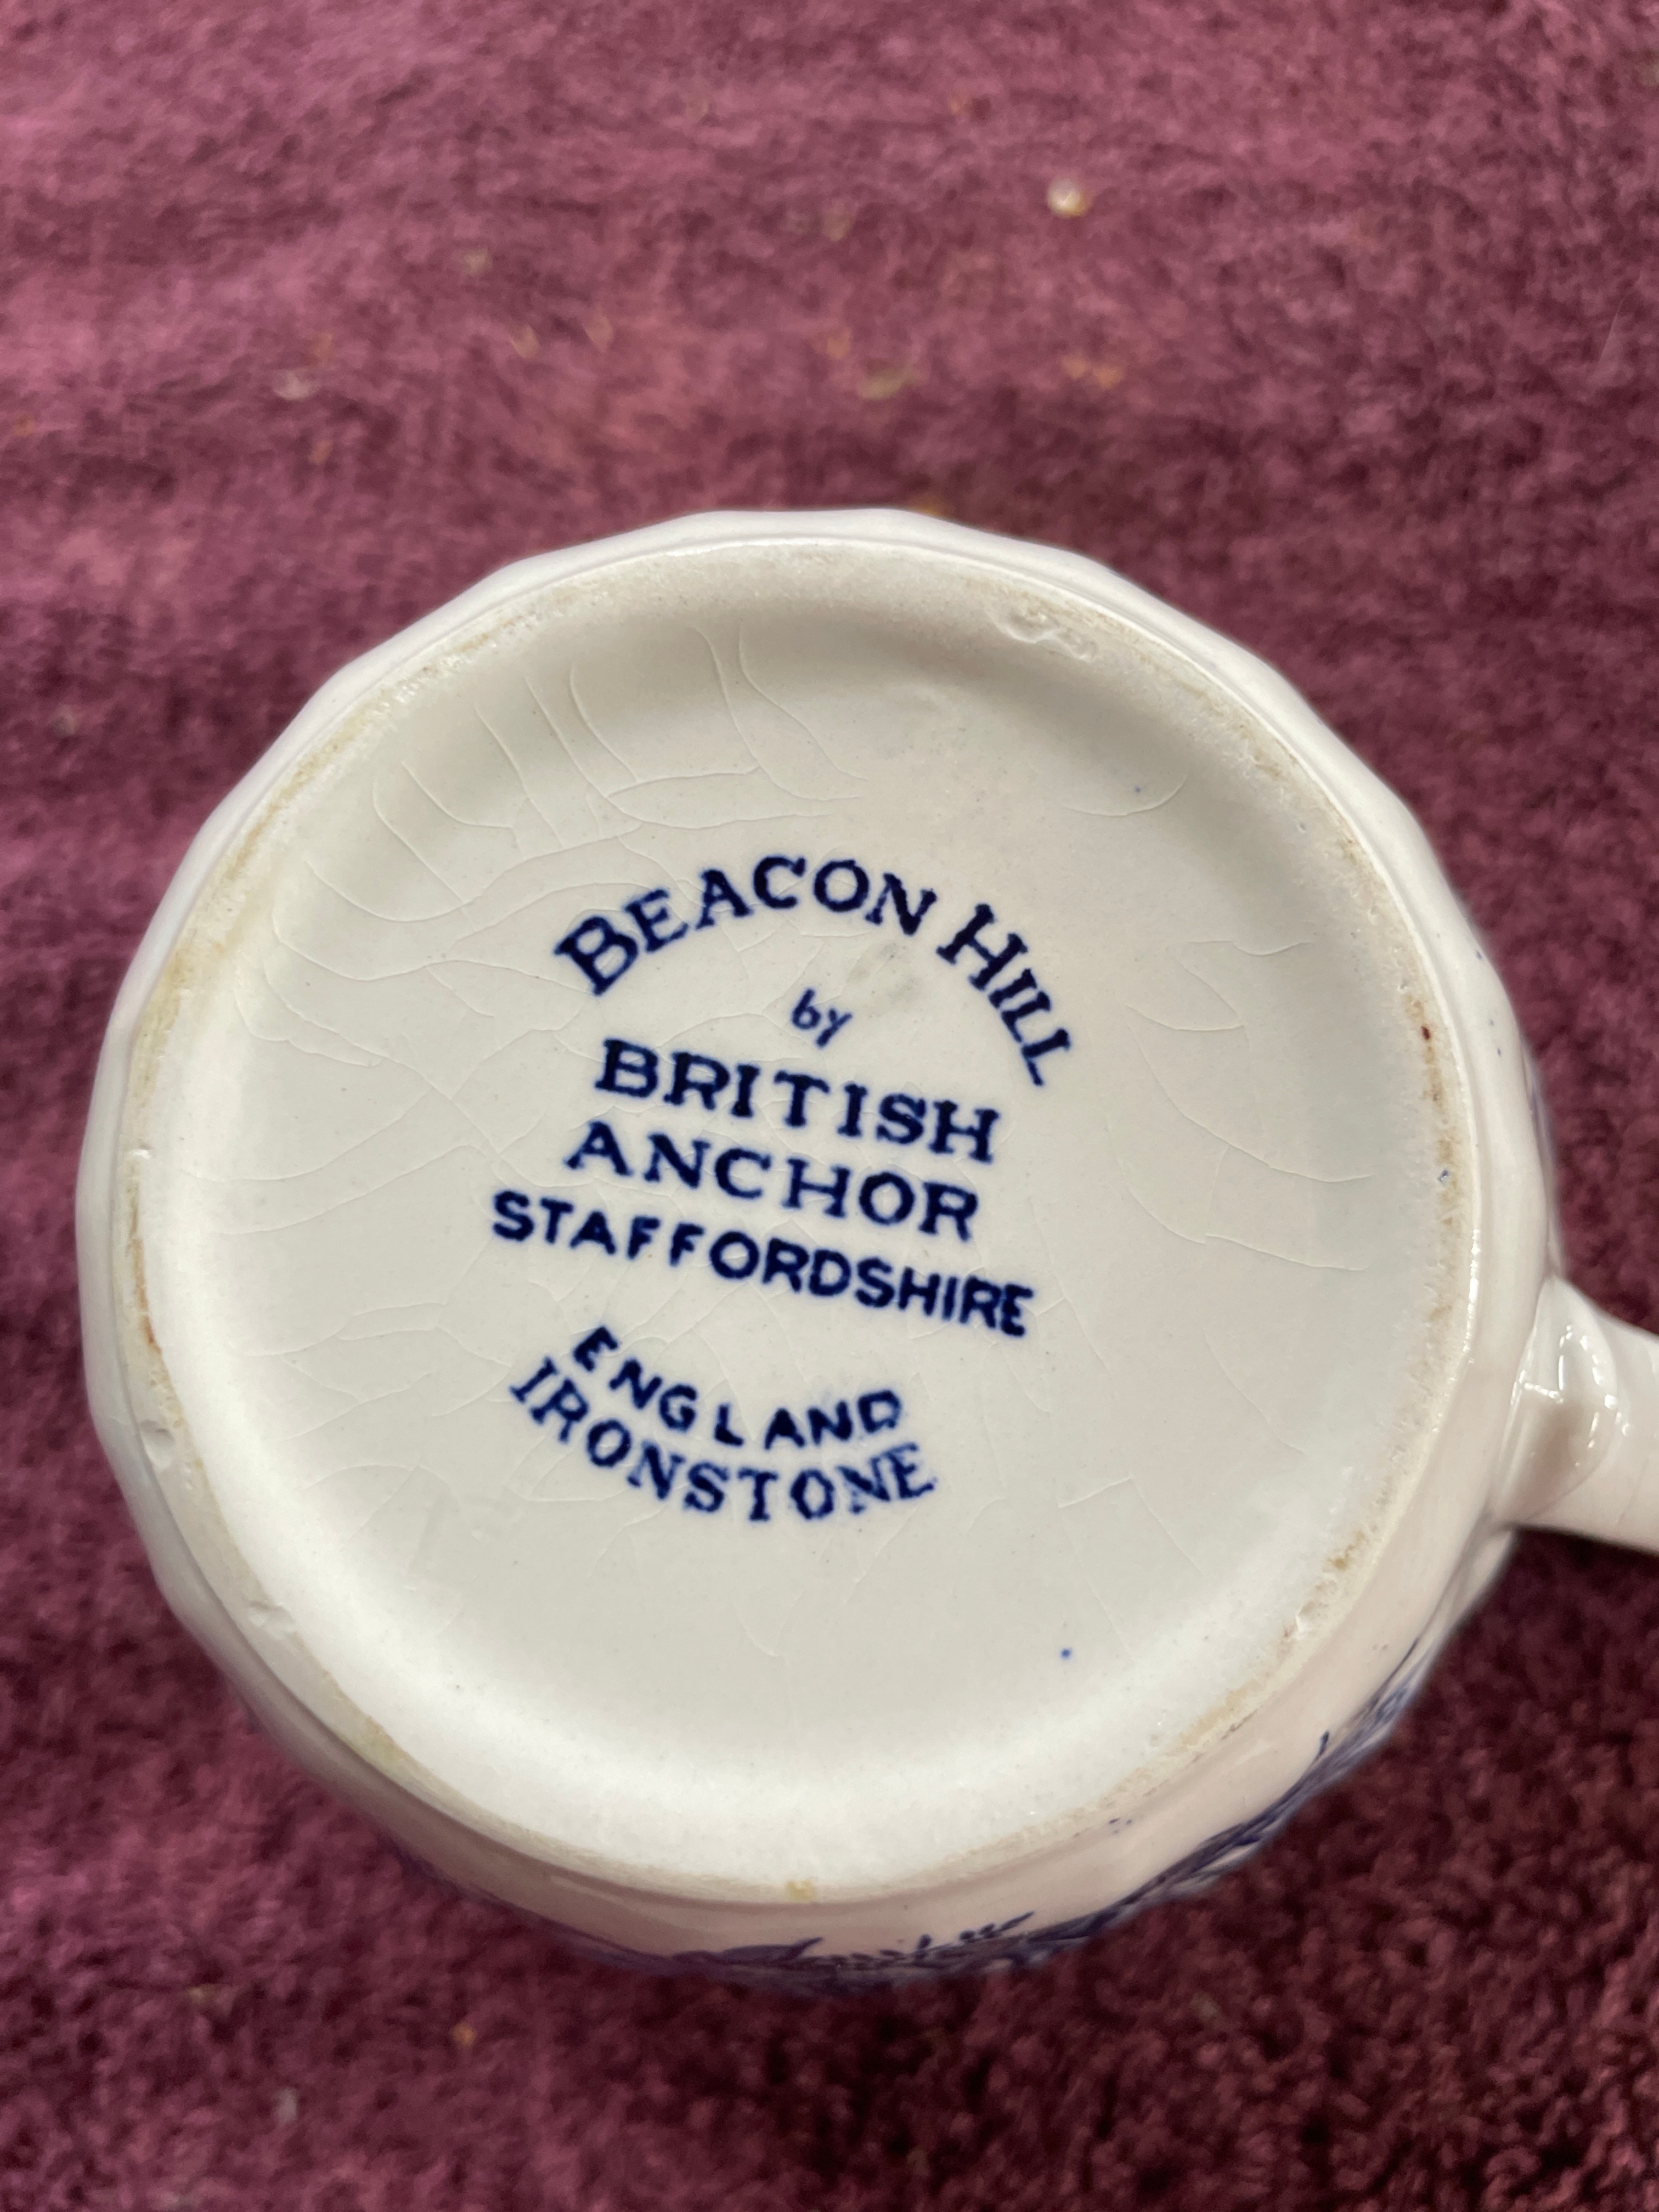 BEACON HILL
by
BRITISH
ANCHOR
STAFFORDSHIRE
ENGLAND
IRONSTONE